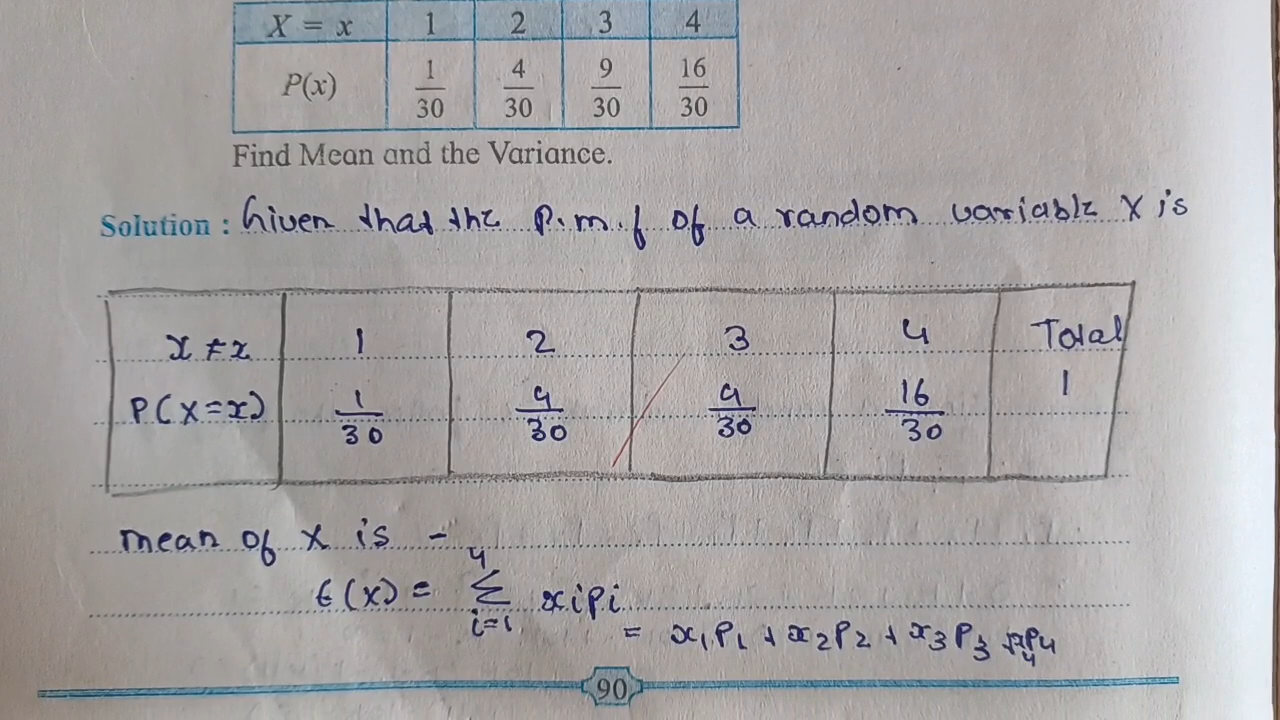 X = x 1 2 3 4
P(x) 1/30 4/30 9/30 16/30
Find Mean and the Variance.
Solution : Given that the P.m.f of a random variable X is
x = x 1 2 3 4 Total
P(X=x) 1/30 4/30 9/30 16/30 1
mean of X is -
E(X) = 4 Σ i=1 xipi
= x1P1 + x2P2 + x3P3 + x4P4
90